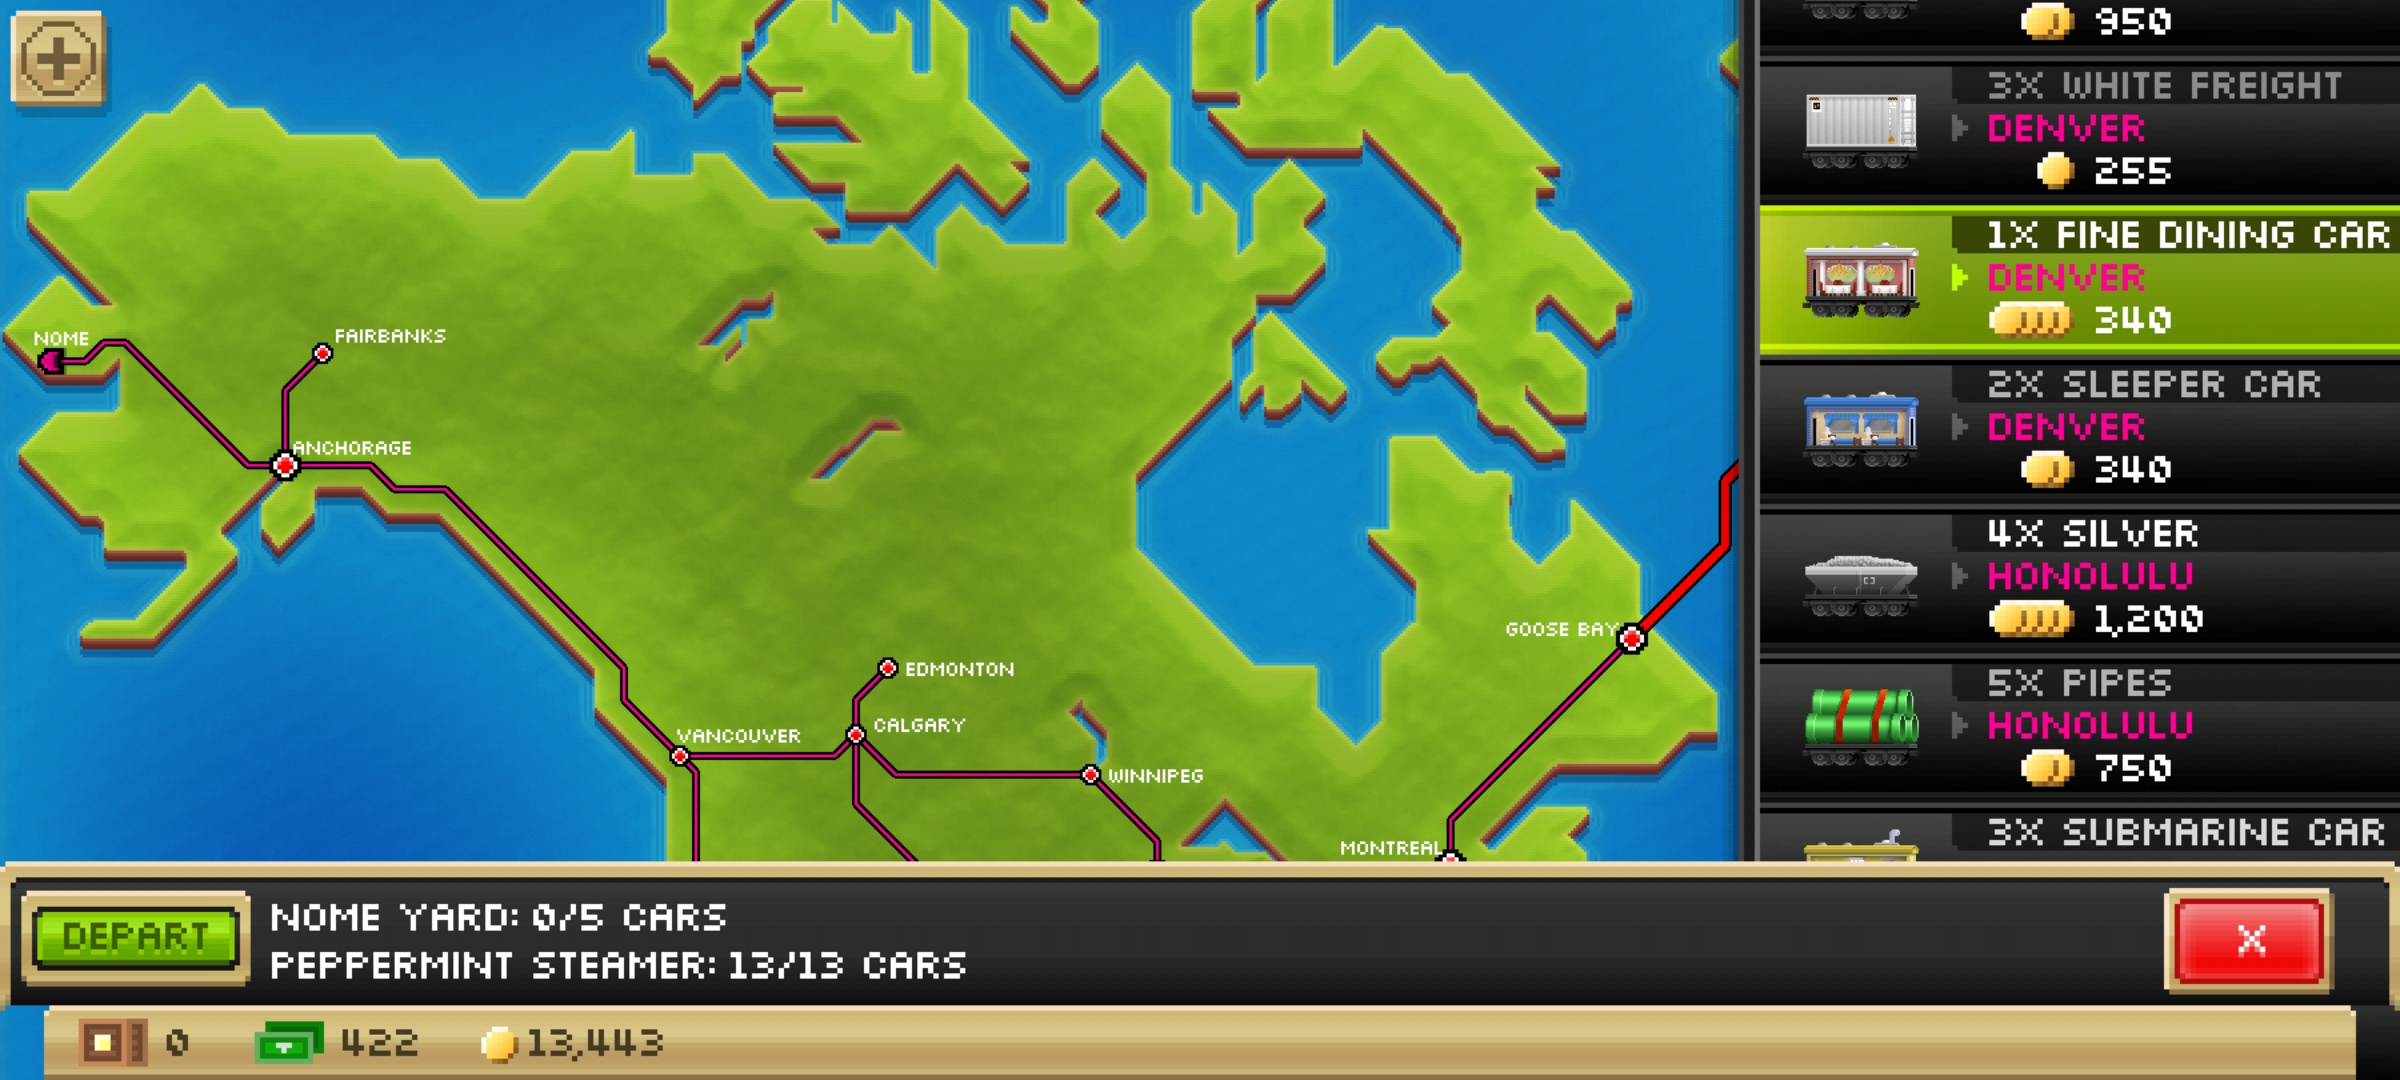 950
3X WHITE FREIGHT
DENVER
255
1X FINE DINING CAR
DENVER
340
2X SLEEPER CAR
DENVER
340
4X SILVER
HONOLULU
1,200
5X PIPES
HONOLULU
750
3X SUBMARINE CAR
NOME
FAIRBANKS
ANCHORAGE
GOOSE BAY
EDMONTON
CALGARY
VANCOUVER
WINNIPEG
MONTREAL
DEPART
NOME YARD: 0/5 CARS
PEPPERMINT STEAMER: 13/13 CARS
X
0
422
13,443